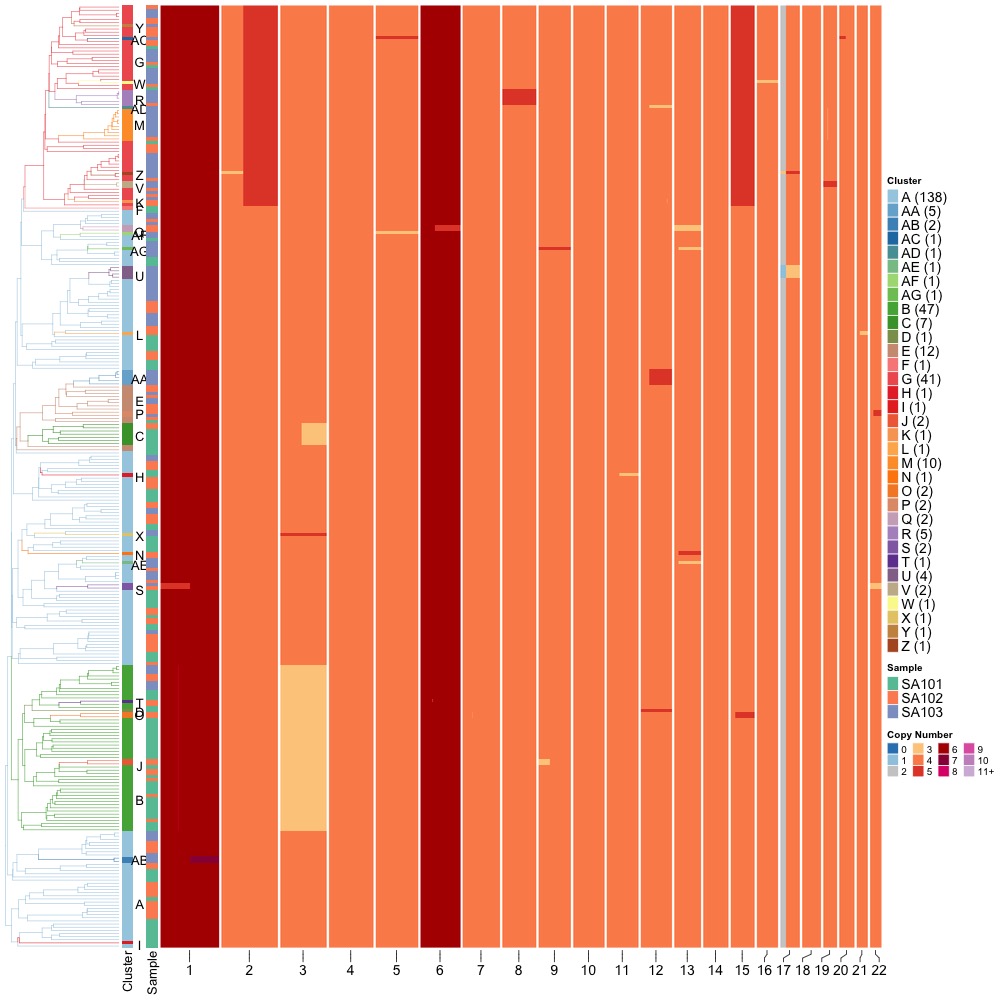 Y
AC
G
W
R
AD
M
Z
V
K
F
Q
AF
AG
U
L
AA
E
P
C
H
X
N
AE
S
T
O
D
J
B
AB
A
I
Cluster
Sample
1 2 3 4 5 6 7 8 9 10 11 12 13 14 15 16 17 18 19 20 21 22
Cluster
A (138)
AA (5)
AB (2)
AC (1)
AD (1)
AE (1)
AF (1)
AG (1)
B (47)
C (7)
D (1)
E (12)
F (1)
G (41)
H (1)
I (1)
J (2)
K (1)
L (1)
M (10)
N (1)
O (2)
P (2)
Q (2)
R (5)
S (2)
T (1)
U (4)
V (2)
W (1)
X (1)
Y (1)
Z (1)
Sample
SA101
SA102
SA103
Copy Number
0 3 6 9
1 4 7 10
2 5 8 11+